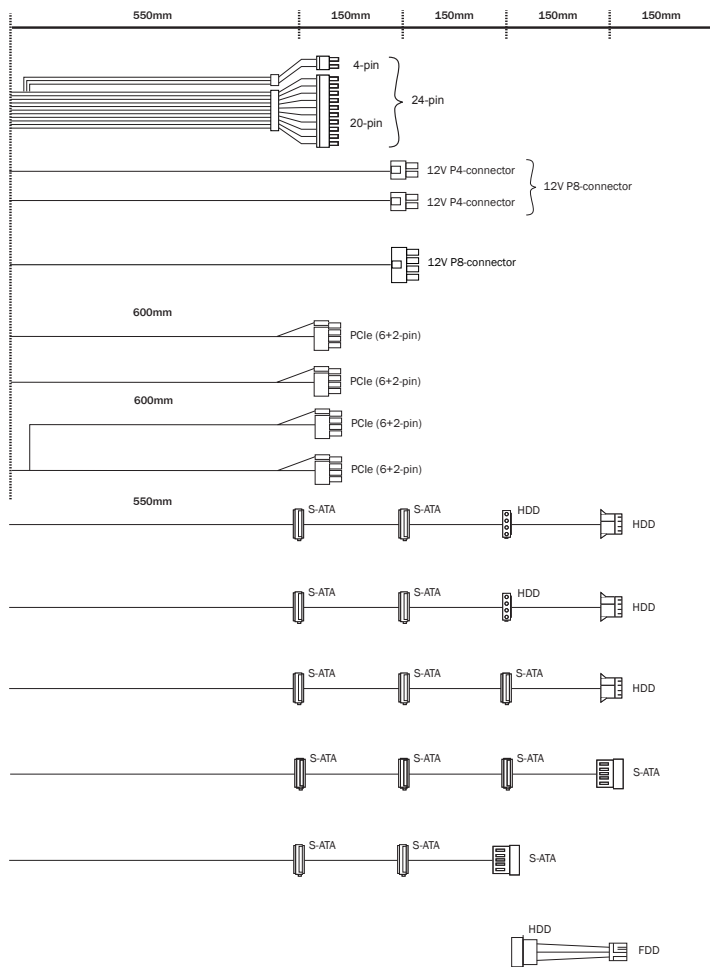 550mm 150mm 150mm 150mm 150mm
4-pin
24-pin
20-pin
12V P4-connector
12V P8-connector
12V P4-connector
12V P8-connector
600mm
PCIe (6+2-pin)
PCIe (6+2-pin)
600mm
PCIe (6+2-pin)
PCIe (6+2-pin)
550mm
S-ATA S-ATA HDD
HDD
S-ATA S-ATA HDD
HDD
S-ATA S-ATA S-ATA
HDD
S-ATA S-ATA S-ATA
S-ATA
S-ATA S-ATA
S-ATA
HDD
FDD